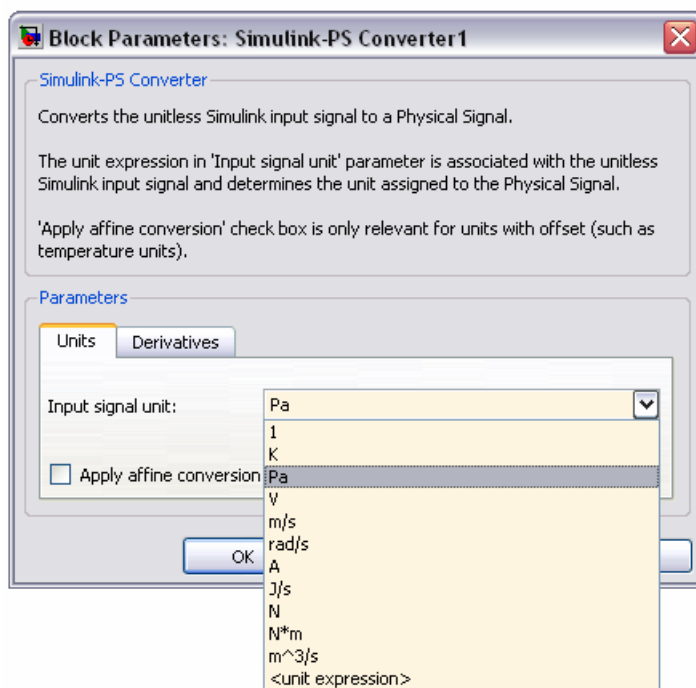 Block Parameters: Simulink-PS Converter1
Simulink-PS Converter
Converts the unitless Simulink input signal to a Physical Signal.
The unit expression in 'Input signal unit' parameter is associated with the unitless
Simulink input signal and determines the unit assigned to the Physical Signal.
'Apply affine conversion' check box is only relevant for units with offset (such as
temperature units).
Parameters
Units Derivatives
Input signal unit: Pa
1
K
Apply affine conversion Pa
V
m/s
rad/s
OK A
J/s
N
N*m
m^3/s
<unit expression>